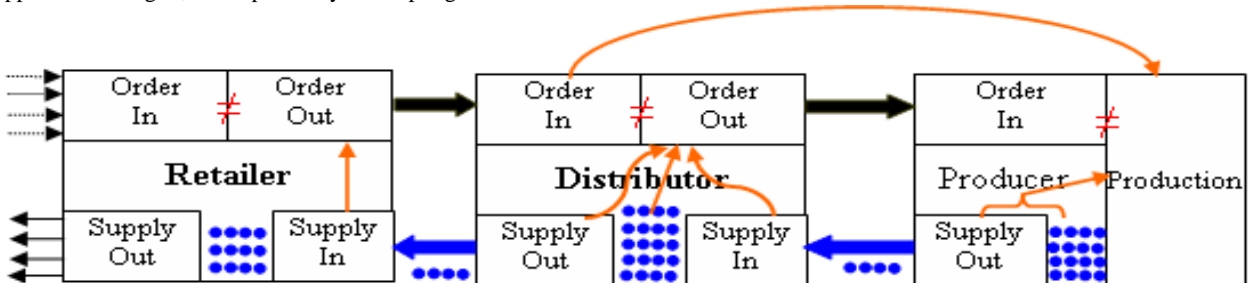 Order
In
Order
Out
Retailer
Supply
Out
Supply
In
Order
In
Order
Out
Distributor
Supply
Out
Supply
In
Order
In
Producer
Production
Supply
Out